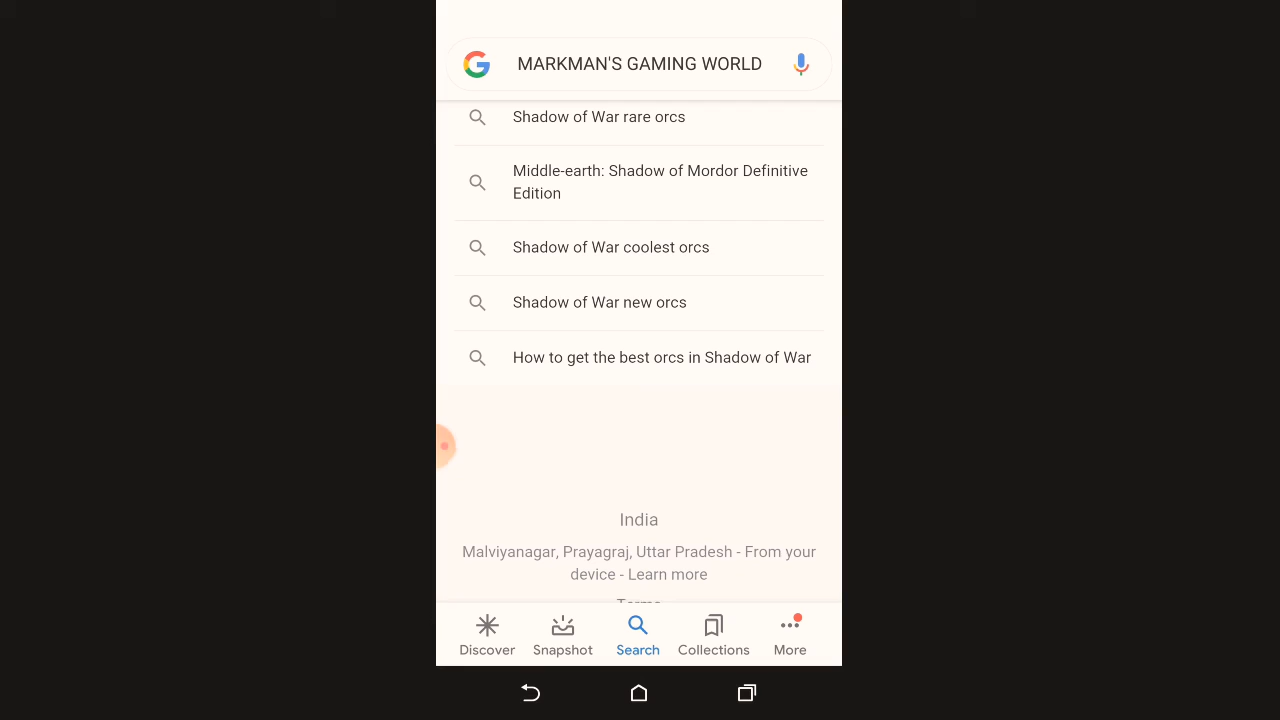 MARKMAN'S GAMING WORLD
Shadow of War rare orcs
Middle-earth: Shadow of Mordor Definitive
Edition
Shadow of War coolest orcs
Shadow of War new orcs
How to get the best orcs in Shadow of War
India
Malviyanagar, Prayagraj, Uttar Pradesh - From your
device - Learn more
Terms
Discover Snapshot Search Collections More